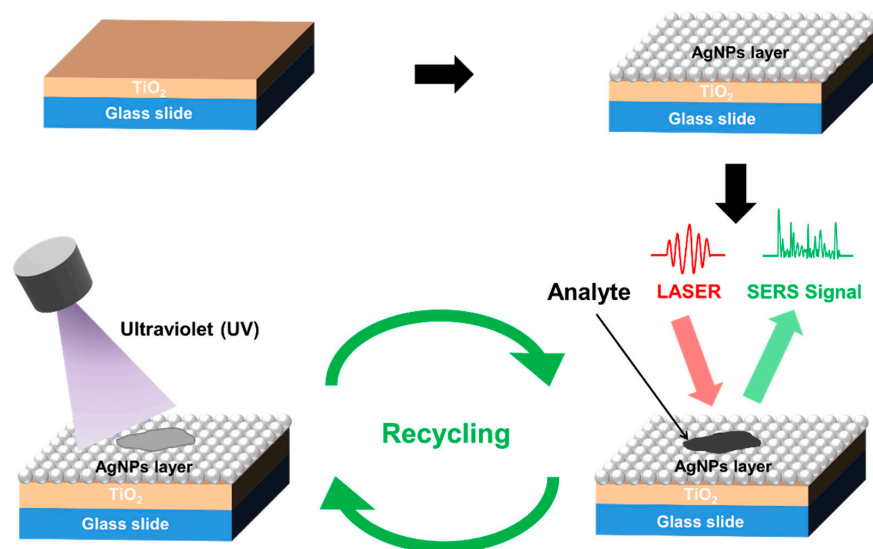 TiO₂
Glass slide
AgNPs layer
TiO₂
Glass slide
Analyte
LASER
SERS Signal
Ultraviolet (UV)
Recycling
AgNPs layer
TiO₂
Glass slide
AgNPs layer
TiO₂
Glass slide